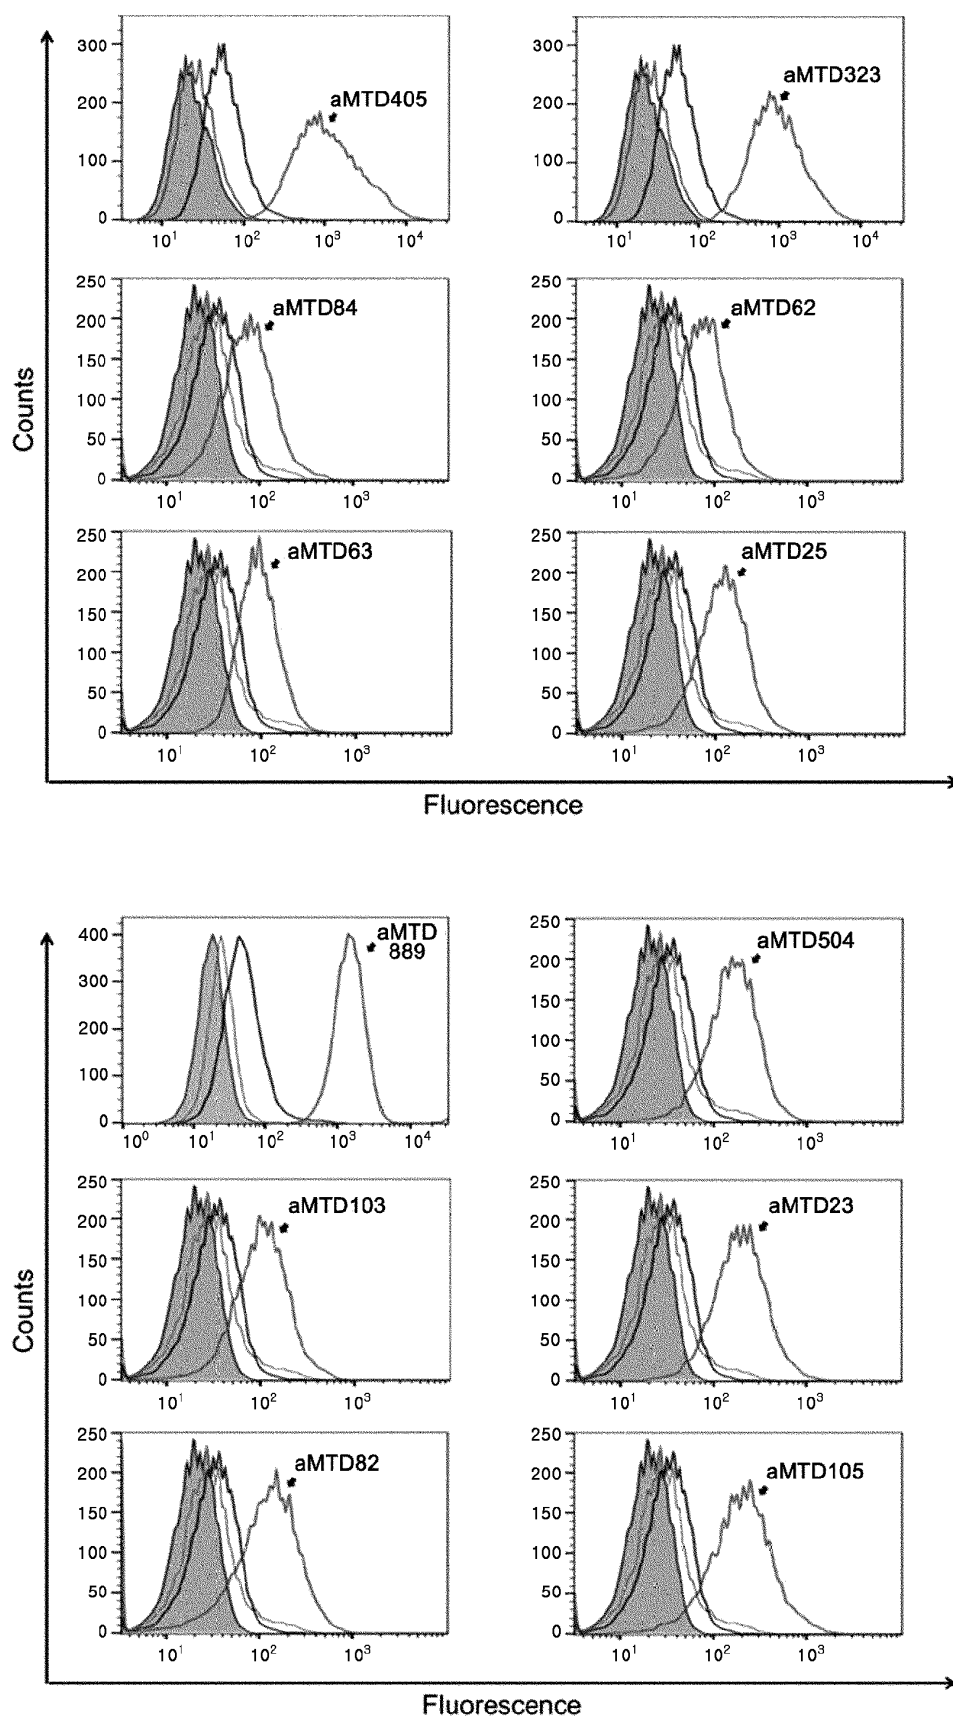 Counts
300
200
100
0
10¹ 10² 10³ 10⁴
aMTD405
300
200
100
0
10¹ 10² 10³ 10⁴
aMTD323
250
200
150
100
50
0
10¹ 10² 10³
aMTD84
250
200
150
100
50
0
10¹ 10² 10³
aMTD62
250
200
150
100
50
0
10¹ 10² 10³
aMTD63
250
200
150
100
50
0
10¹ 10² 10³
aMTD25
Fluorescence
Counts
400
300
200
100
0
10⁰ 10¹ 10² 10³ 10⁴
aMTD
889
250
200
150
100
50
0
10¹ 10² 10³
aMTD504
250
200
150
100
50
0
10¹ 10² 10³
aMTD103
250
200
150
100
50
0
10¹ 10² 10³
aMTD23
250
200
150
100
50
0
10¹ 10² 10³
aMTD82
250
200
150
100
50
0
10¹ 10² 10³
aMTD105
Fluorescence